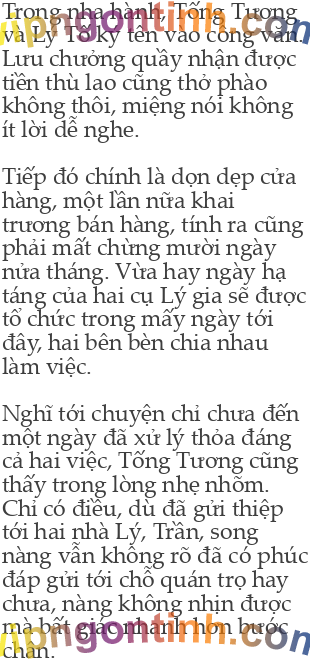 Trong nha hành, Tống Tương
và Lý Tố ký tên vào công văn.
Lưu chưởng quầy nhận được
tiền thù lao cũng thở phào
không thôi, miệng nói không
ít lời dễ nghe.
Tiếp đó chính là dọn dẹp cửa
hàng, một lần nữa khai
trương bán hàng, tính ra cũng
phải mất chừng mười ngày
nửa tháng. Vừa hay ngày hạ
táng của hai cụ Lý gia sẽ được
tổ chức trong mấy ngày tới
đây, hai bên bèn chia nhau
làm việc.
Nghĩ tới chuyện chỉ chưa đến
một ngày đã xử lý thỏa đáng
cả hai việc, Tống Tương cũng
thấy trong lòng nhẹ nhõm.
Chỉ có điều, dù đã gửi thiệp
tới hai nhà Lý, Trần, song
nàng vẫn không rõ đã có phúc
đáp gửi tới chỗ quán trọ hay
chưa, nàng không nhịn được
mà bất giác nhanh hơn bước
chân.